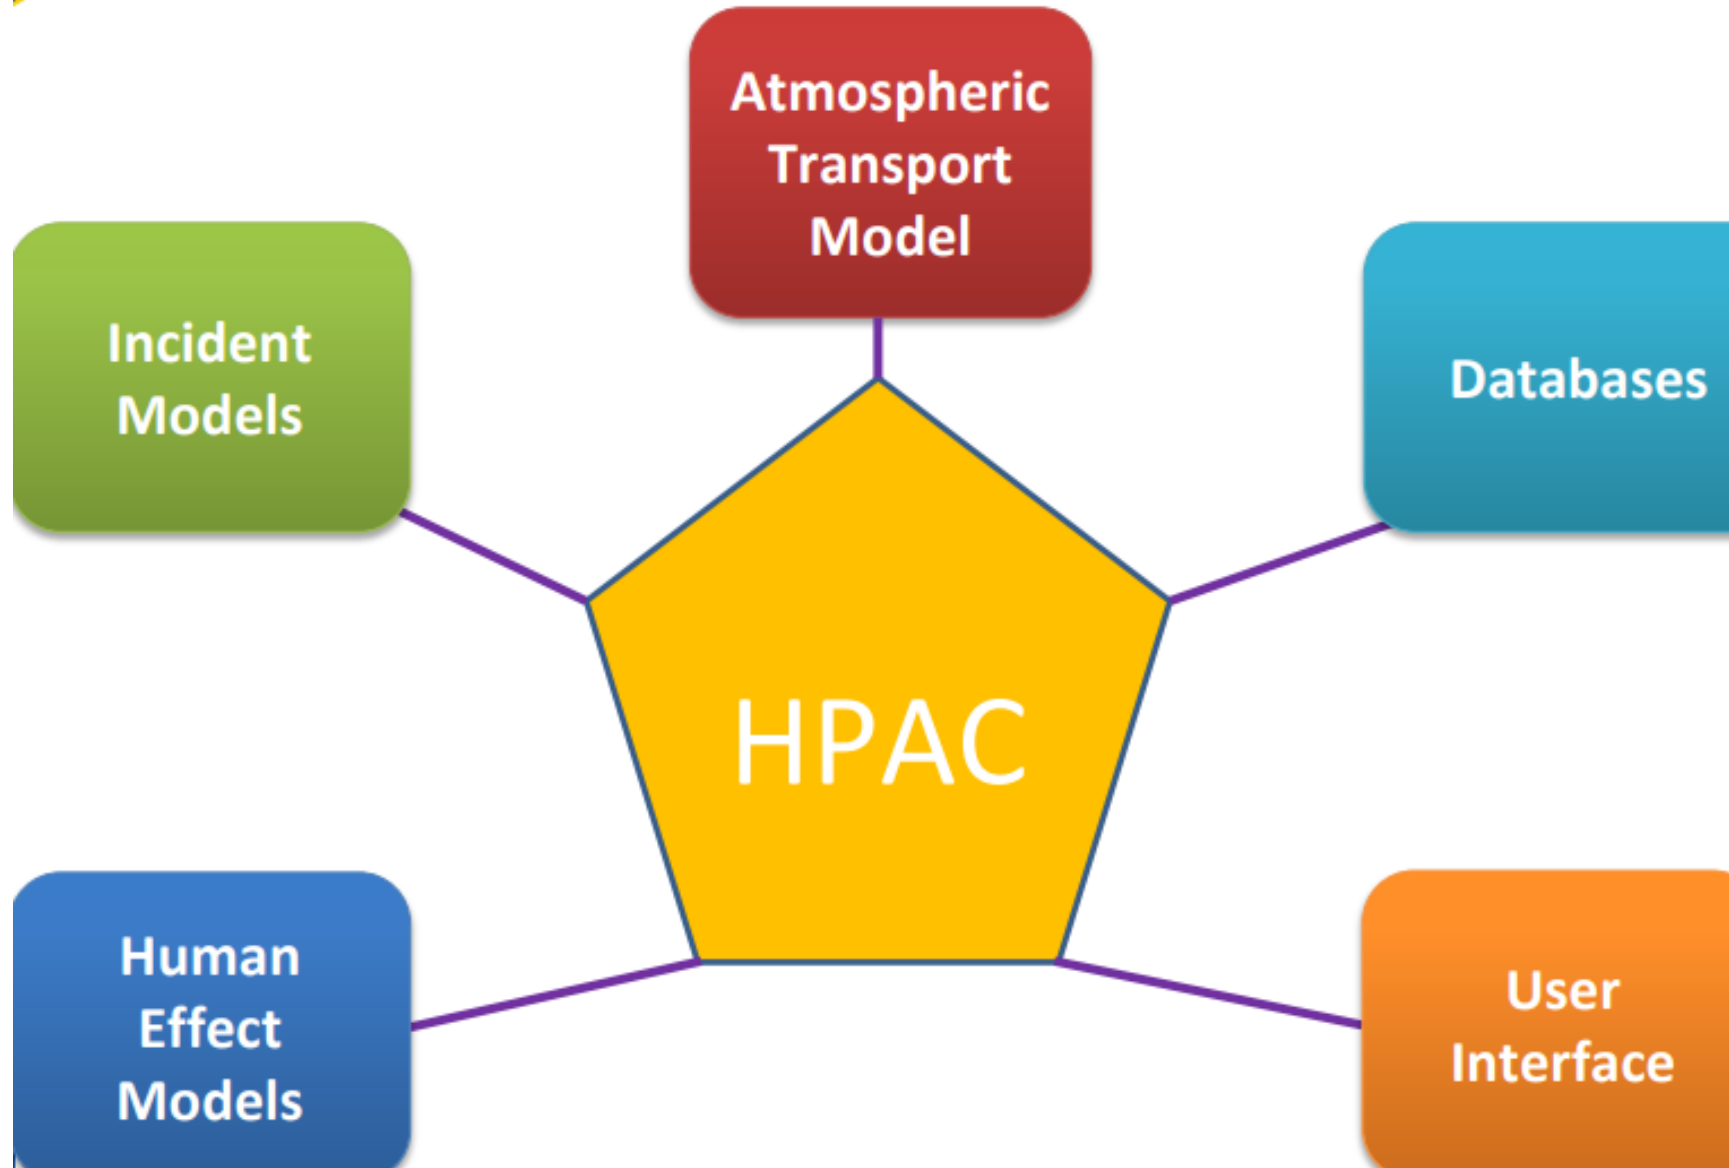 Atmospheric
Transport
Model
Incident
Models
Databases
HPAC
Human
Effect
Models
User
Interface